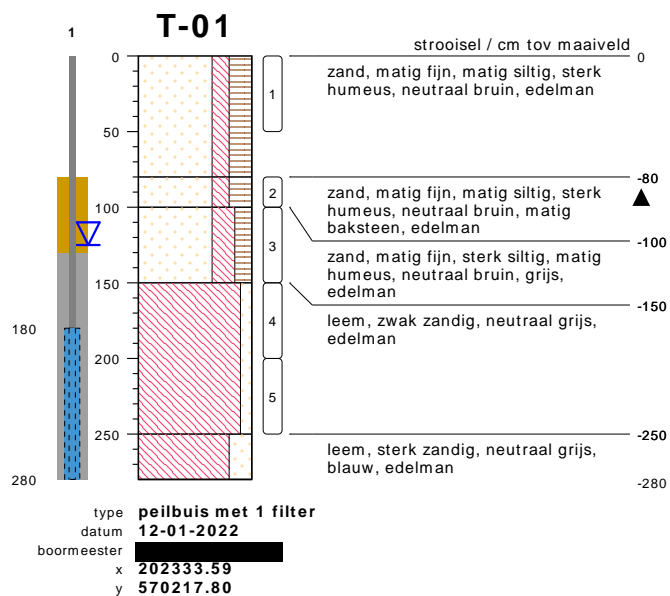 T-01
1
strooisel / cm tov maaiveld
0
0
zand, matig fijn, matig siltig, sterk
humeus, neutraal bruin, edelman
1
50
-80
2
zand, matig fijn, matig siltig, sterk
humeus, neutraal bruin, matig
baksteen, edelman
100
-100
3
zand, matig fijn, sterk siltig, matig
humeus, neutraal bruin, grijs,
edelman
150
-150
4
leem, zwak zandig, neutraal grijs,
edelman
180
200
5
250
-250
leem, sterk zandig, neutraal grijs,
blauw, edelman
280
-280
type peilbuis met 1 filter
datum 12-01-2022
boormeester
x 202333.59
y 570217.80